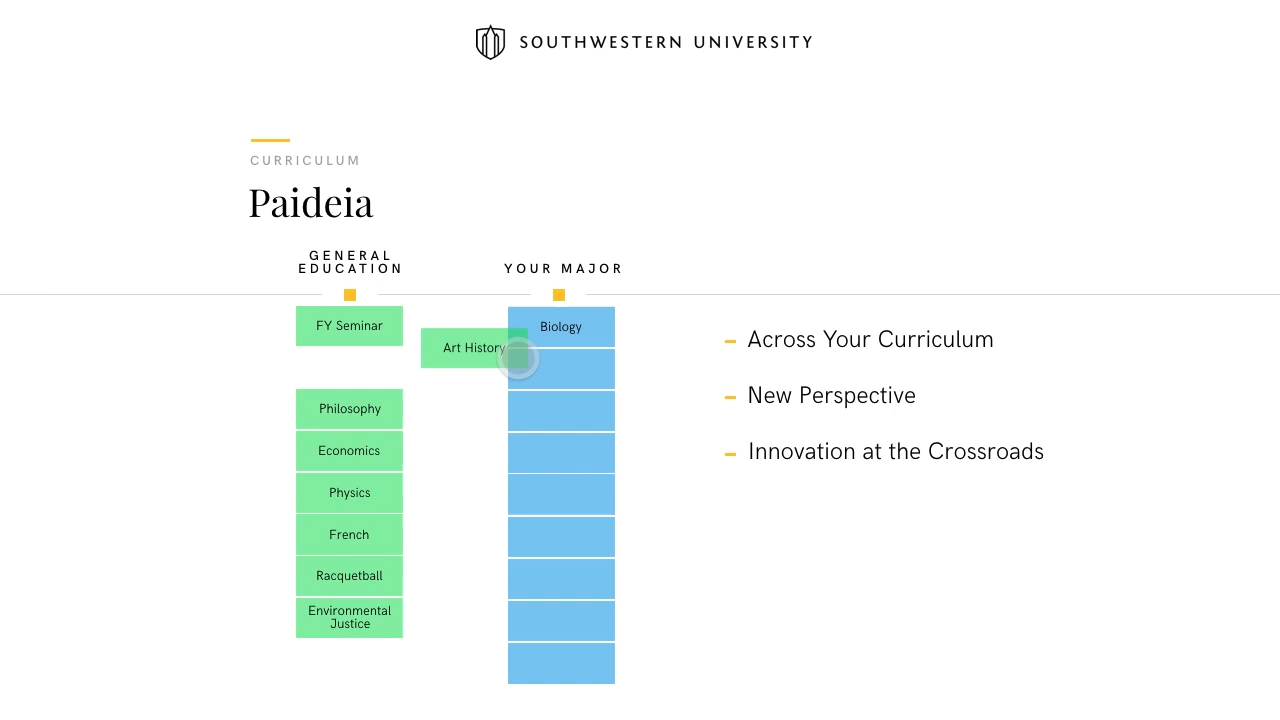 SOUTHWESTERN UNIVERSITY
CURRICULUM
Paideia
GENERAL
EDUCATION
YOUR MAJOR
FY Seminar
Art History
Philosophy
Economics
Physics
French
Racquetball
Environmental
Justice
Biology
Across Your Curriculum
New Perspective
Innovation at the Crossroads